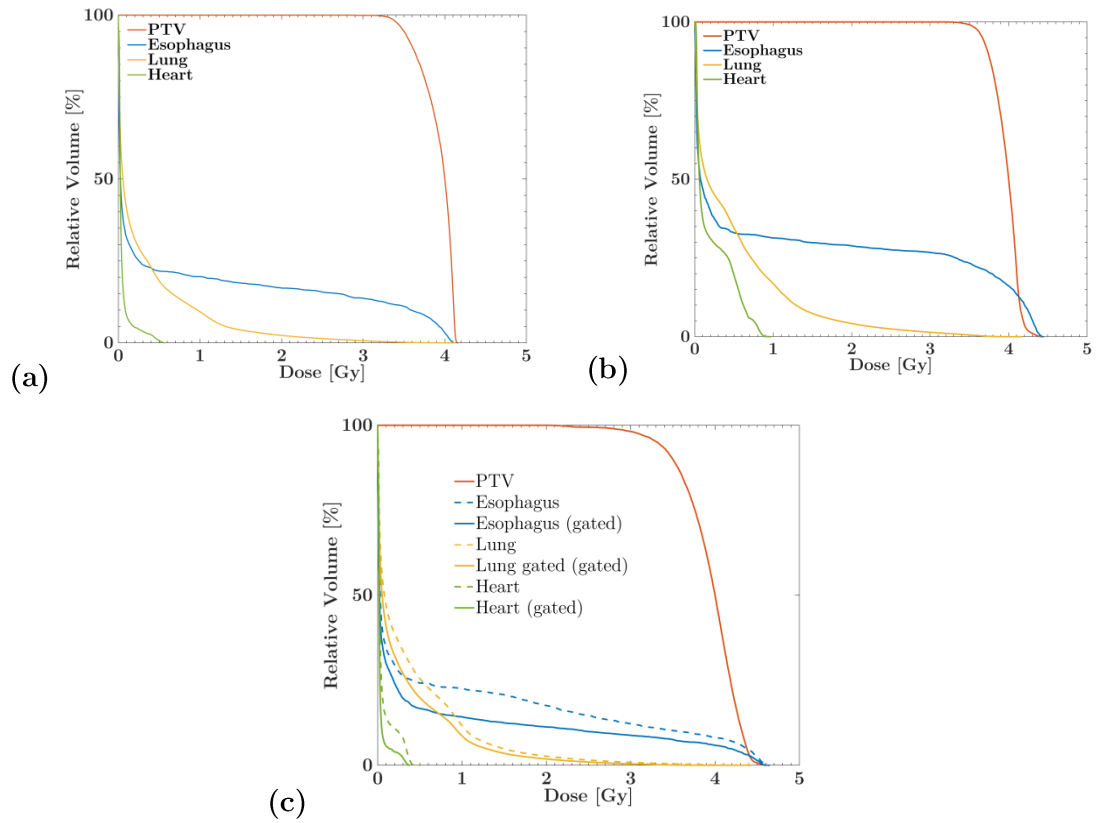 100
PTV
Esophagus
Lung
Heart
50
0
0 1 2 3 4 5
Relative Volume [%]
Dose [Gy]
(a)
100
PTV
Esophagus
Lung
Heart
50
0
0 1 2 3 4 5
Relative Volume [%]
Dose [Gy]
(b)
100
PTV
Esophagus
Esophagus (gated)
Lung
Lung gated (gated)
Heart
Heart (gated)
50
0
0 1 2 3 4 5
Relative Volume [%]
Dose [Gy]
(c)